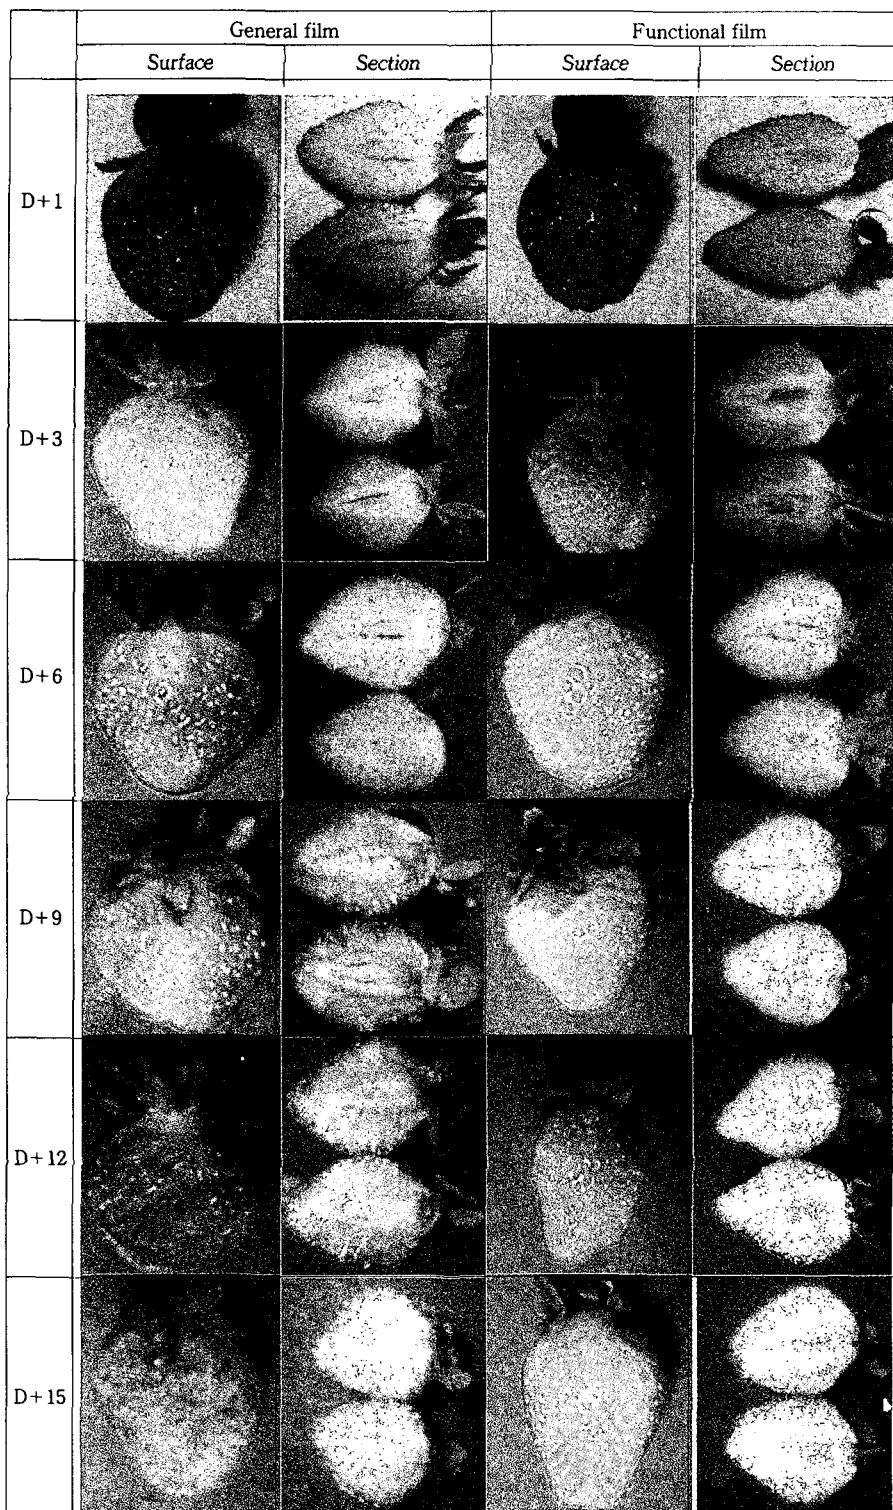 General film Functional film
Surface Section Surface Section
D+1
D+3
D+6
D+9
D+12
D+15